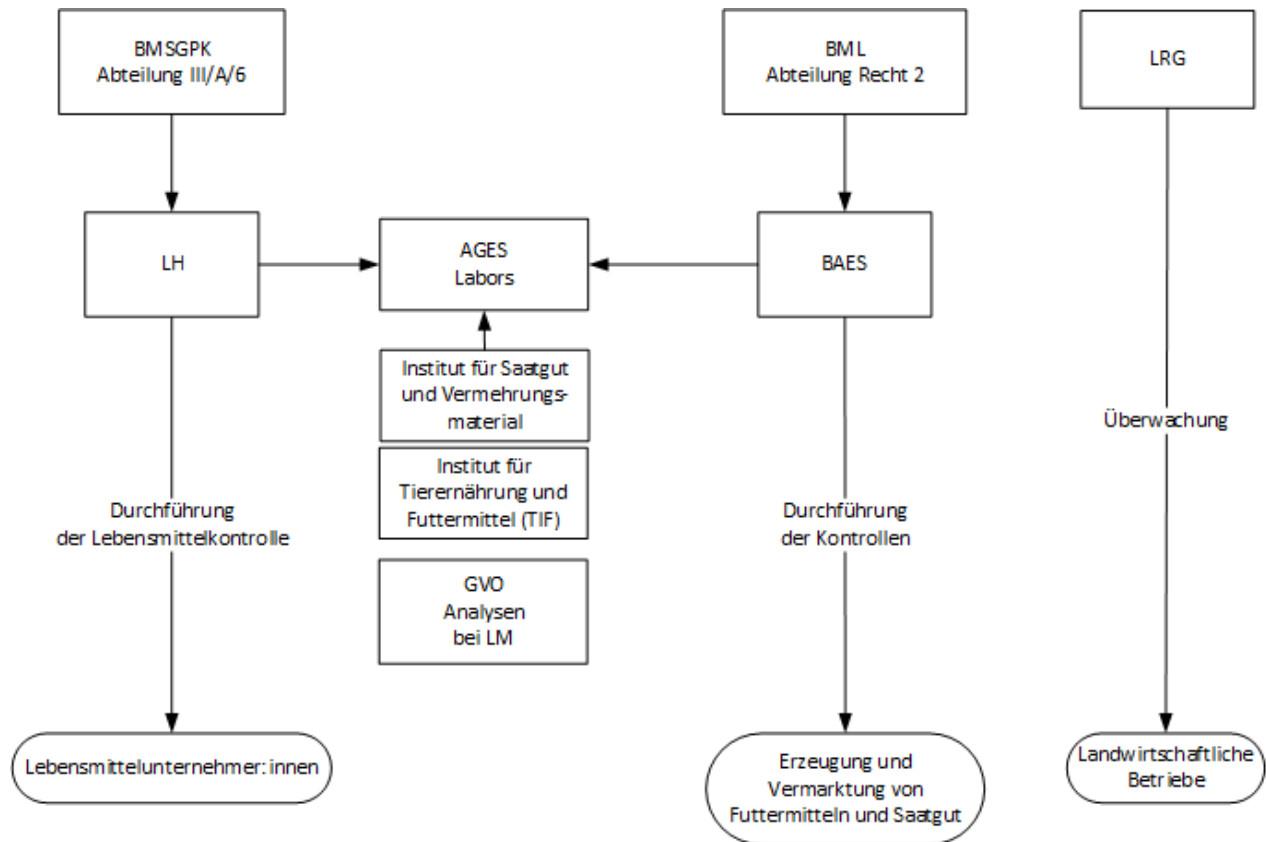 BMSGPK
Abteilung III/A/6
BML
Abteilung Recht 2
LRG
LH
AGES
Labors
BAES
Institut für Saatgut
und Vermehrungs-
material
Institut für
Tierernährung und
Futtermittel (TIF)
GVO
Analysen
bei LM
Durchführung
der Lebensmittelkontrolle
Durchführung
der Kontrollen
Überwachung
Lebensmittelunternehmer:innen
Erzeugung und
Vermarktung von
Futtermitteln und Saatgut
Landwirtschaftliche
Betriebe